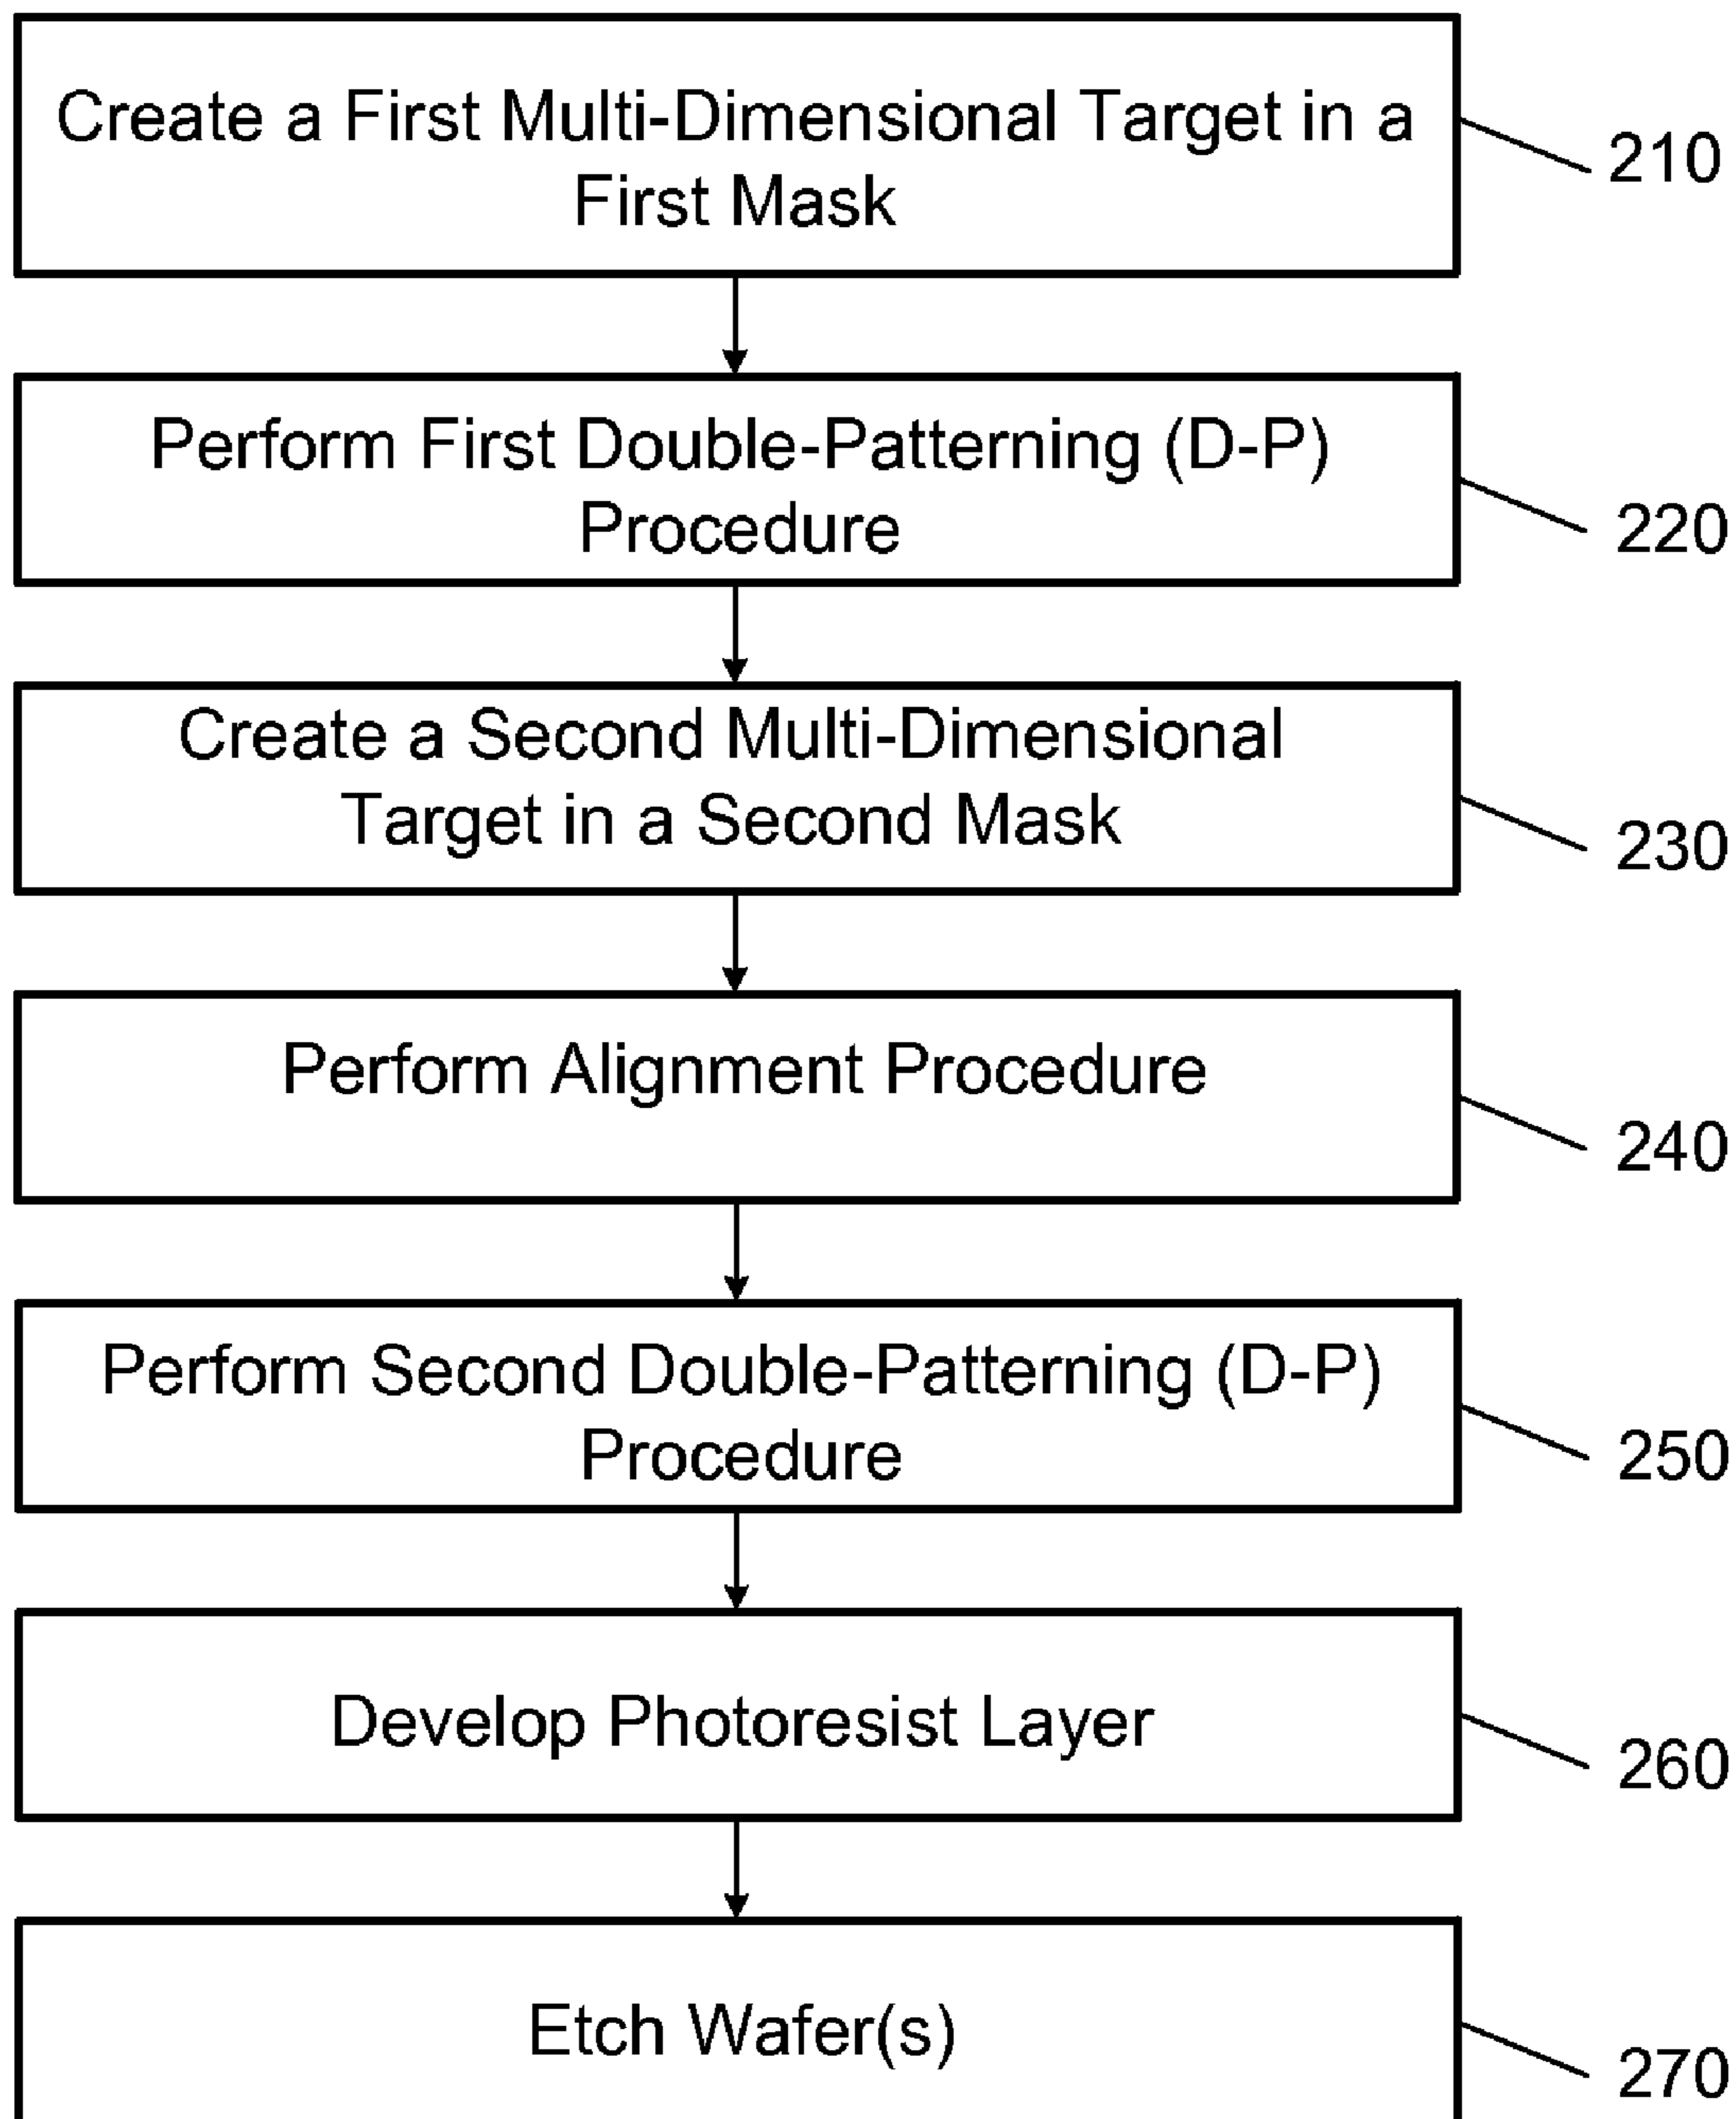 Create a First Multi-Dimensional Target in a
First Mask
210
Perform First Double-Patterning (D-P)
Procedure
220
Create a Second Multi-Dimensional
Target in a Second Mask
230
Perform Alignment Procedure
240
Perform Second Double-Patterning (D-P)
Procedure
250
Develop Photoresist Layer
260
Etch Wafer(s)
270